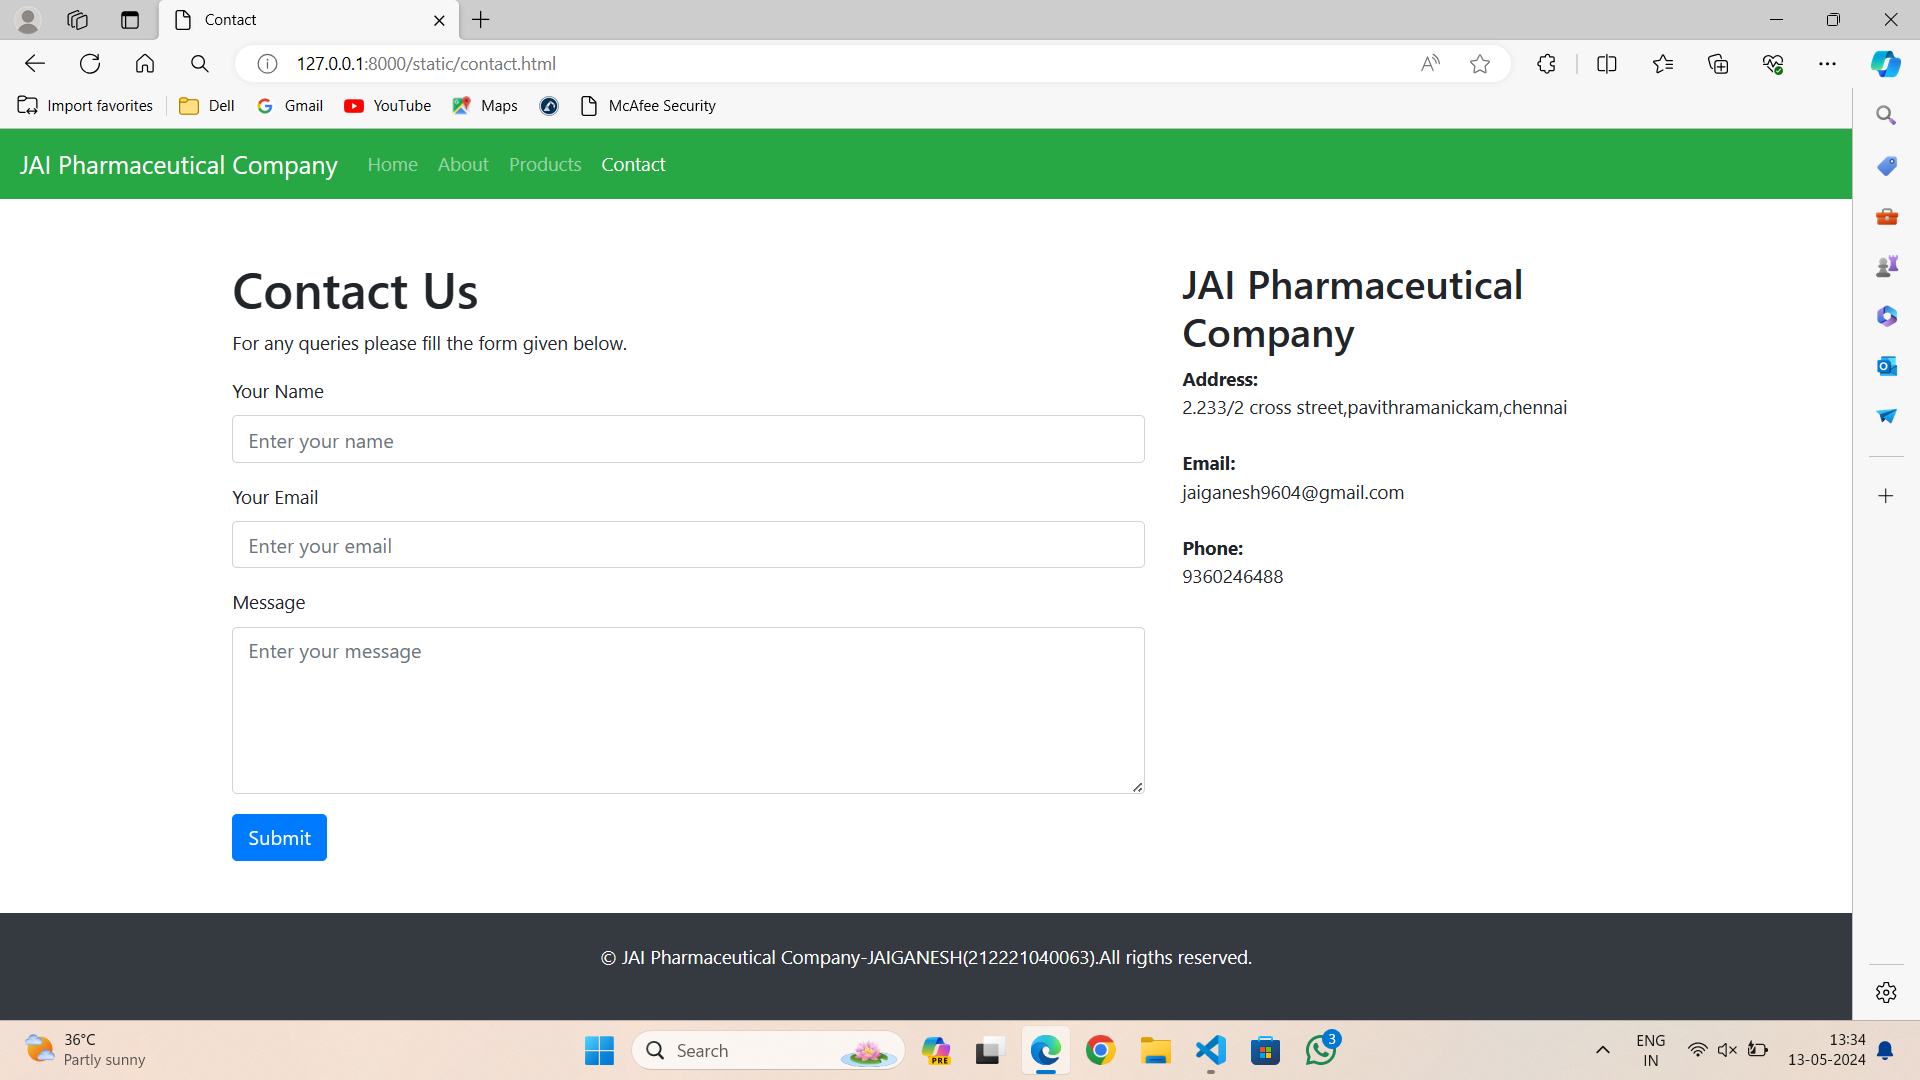 Contact
127.0.0.1:8000/static/contact.html
Import favorites
Dell
Gmail
YouTube
Maps
McAfee Security
JAI Pharmaceutical Company
Home
About
Products
Contact
Contact Us
For any queries please fill the form given below.
Your Name
Enter your name
Your Email
Enter your email
Message
Enter your message
Submit
JAI Pharmaceutical
Company
Address:
2.233/2 cross street,pavithramanickam,chennai
Email:
jaiganesh9604@gmail.com
Phone:
9360246488
© JAI Pharmaceutical Company-JAIGANESH(212221040063).All rigths reserved.
36°C
Partly sunny
Search
PRE
3
ENG
IN
13:34
13-05-2024